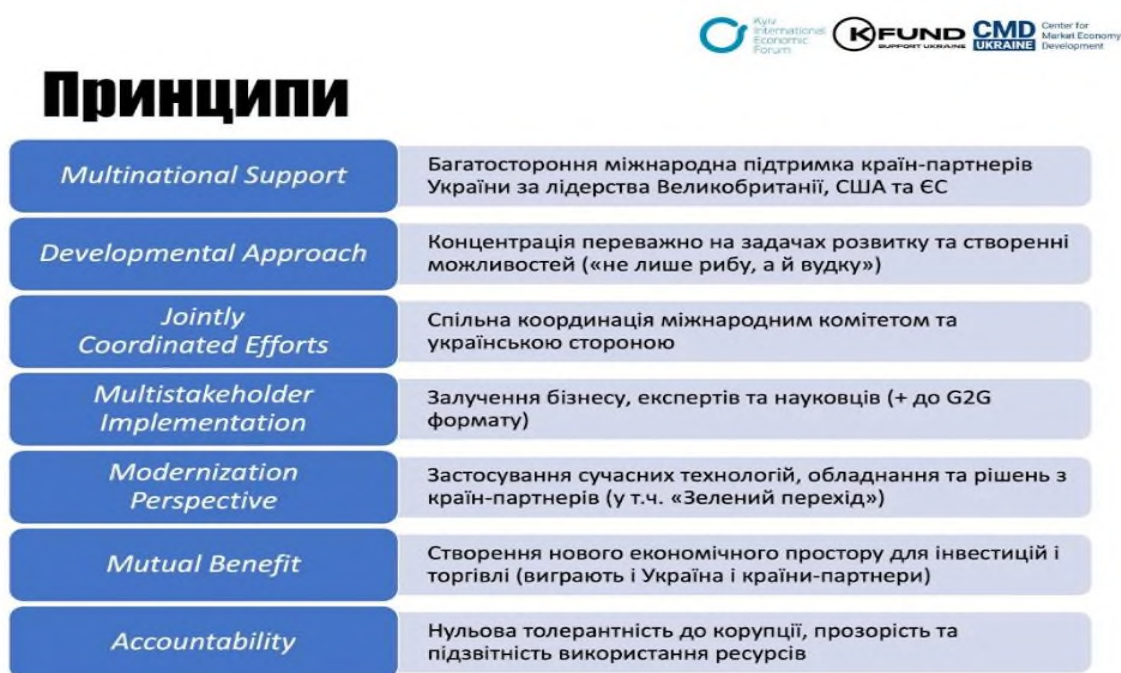 Kyiv
International
Economic
Forum
K FUND
SUPPORT UKRAINE
CMD
UKRAINE
Center for
Market Economy
Development
Принципи
Multinational Support
Багатостороння міжнародна підтримка країн-партнерів
України за лідерства Великобританії, США та ЄС
Developmental Approach
Концентрація переважно на задачах розвитку та створенні
можливостей («не лише рибу, а й вудку»)
Jointly
Coordinated Efforts
Спільна координація міжнародним комітетом та
українською стороною
Multistakeholder
Implementation
Залучення бізнесу, експертів та науковців (+ до G2G
формату)
Modernization
Perspective
Застосування сучасних технологій, обладнання та рішень з
країн-партнерів (у т.ч. «Зелений перехід»)
Mutual Benefit
Створення нового економічного простору для інвестицій і
торгівлі (виграють і Україна і країни-партнери)
Accountability
Нульова толерантність до корупції, прозорість та
підзвітність використання ресурсів